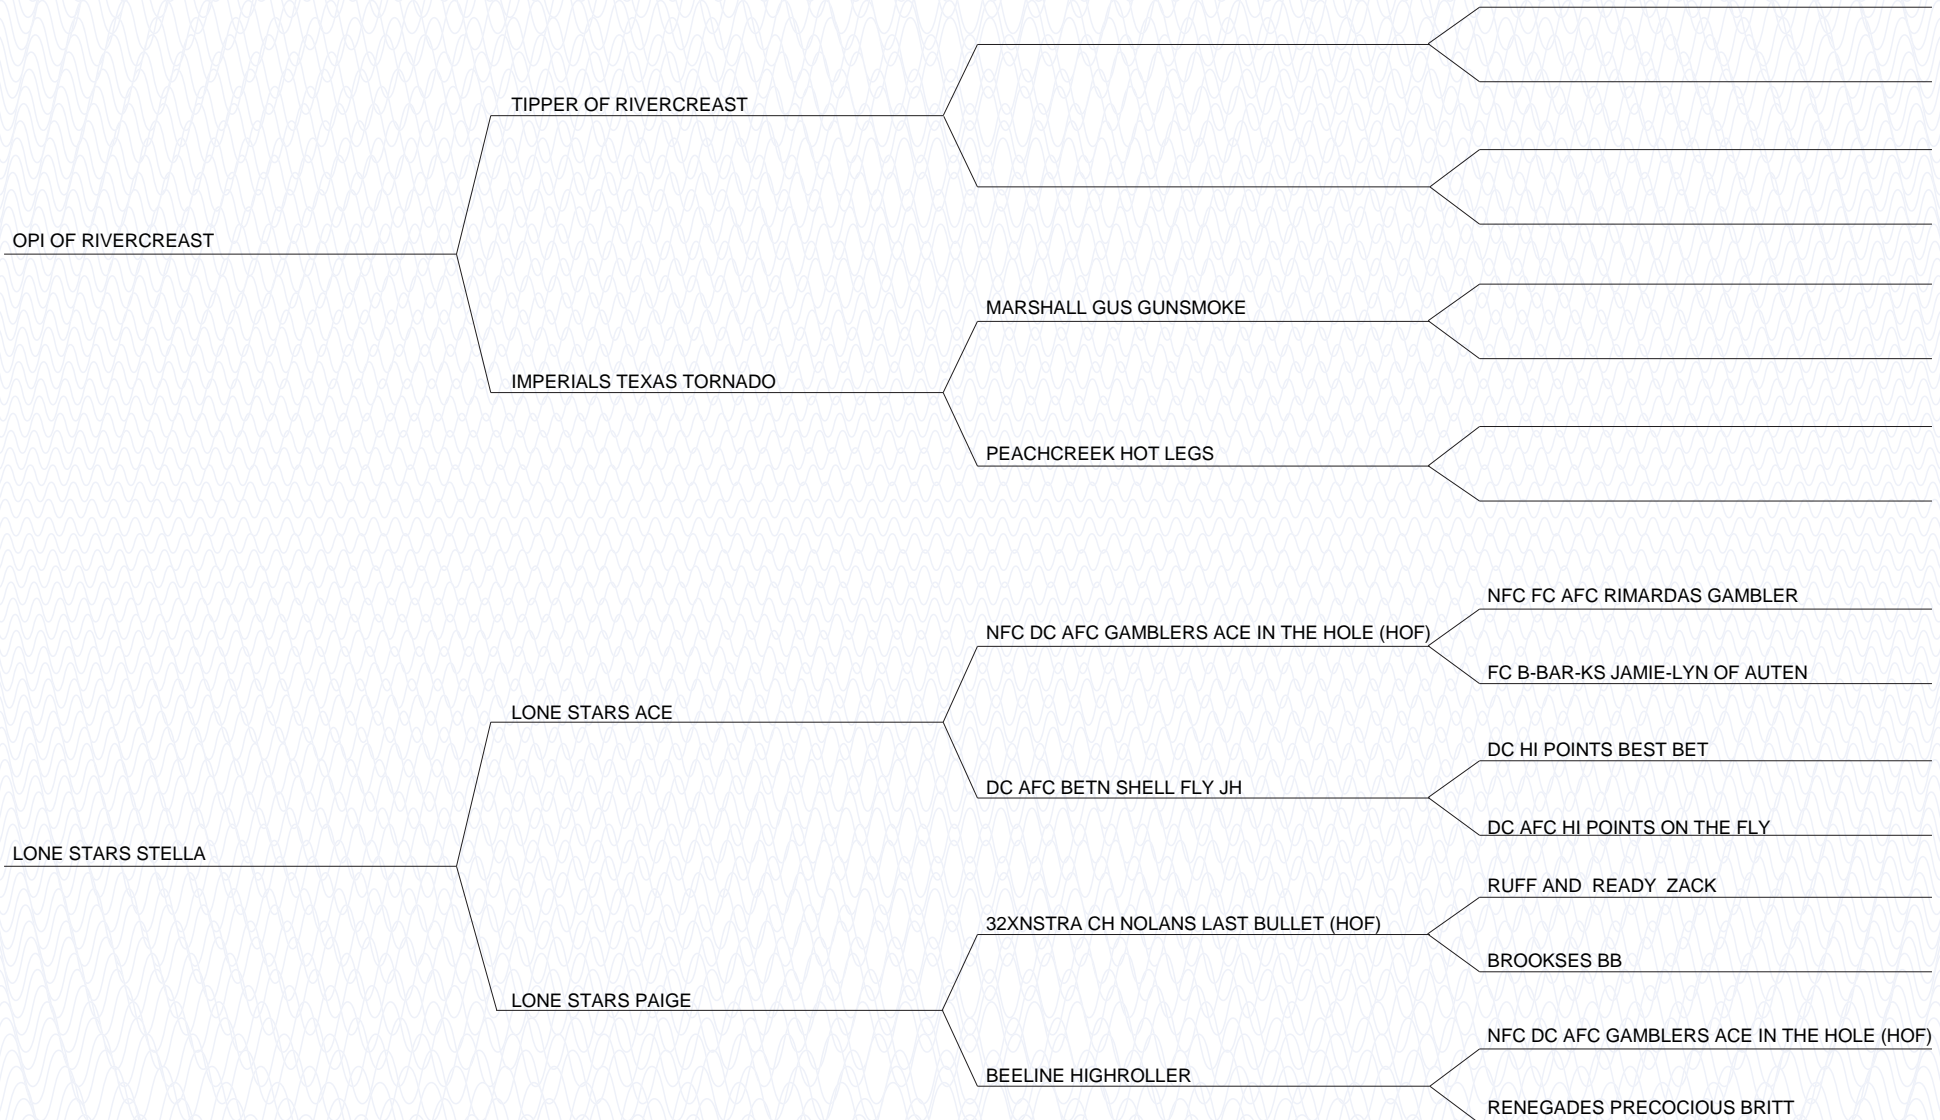 TIPPER OF RIVERCREAST
OPI OF RIVERCREAST
MARSHALL GUS GUNSMOKE
IMPERIALS TEXAS TORNADO
PEACHCREEK HOT LEGS
NFC FC AFC RIMARDAS GAMBLER
NFC DC AFC GAMBLERS ACE IN THE HOLE (HOF)
FC B-BAR-KS JAMIE-LYN OF AUTEN
LONE STARS ACE
DC HI POINTS BEST BET
DC AFC BETN SHELL FLY JH
DC AFC HI POINTS ON THE FLY
LONE STARS STELLA
RUFF AND  READY  ZACK
32XNSTRA CH NOLANS LAST BULLET (HOF)
BROOKSES BB
LONE STARS PAIGE
NFC DC AFC GAMBLERS ACE IN THE HOLE (HOF)
BEELINE HIGHROLLER
RENEGADES PRECOCIOUS BRITT